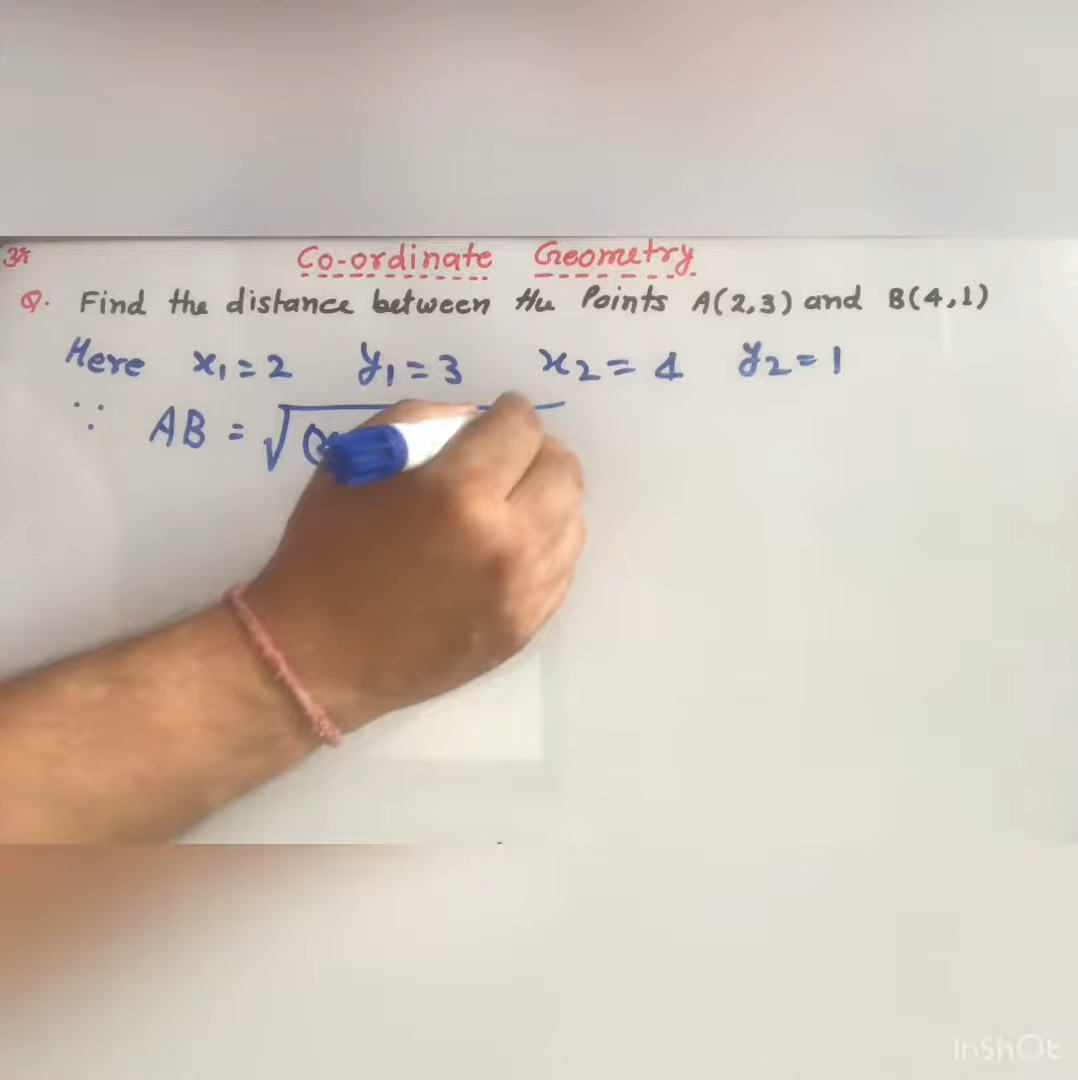 Co-ordinate Geometry
Q. Find the distance between the Points A(2,3) and B(4,1)
Here x₁=2 y₁=3 x₂=4 y₂=1
∵ AB = √(
InShOt